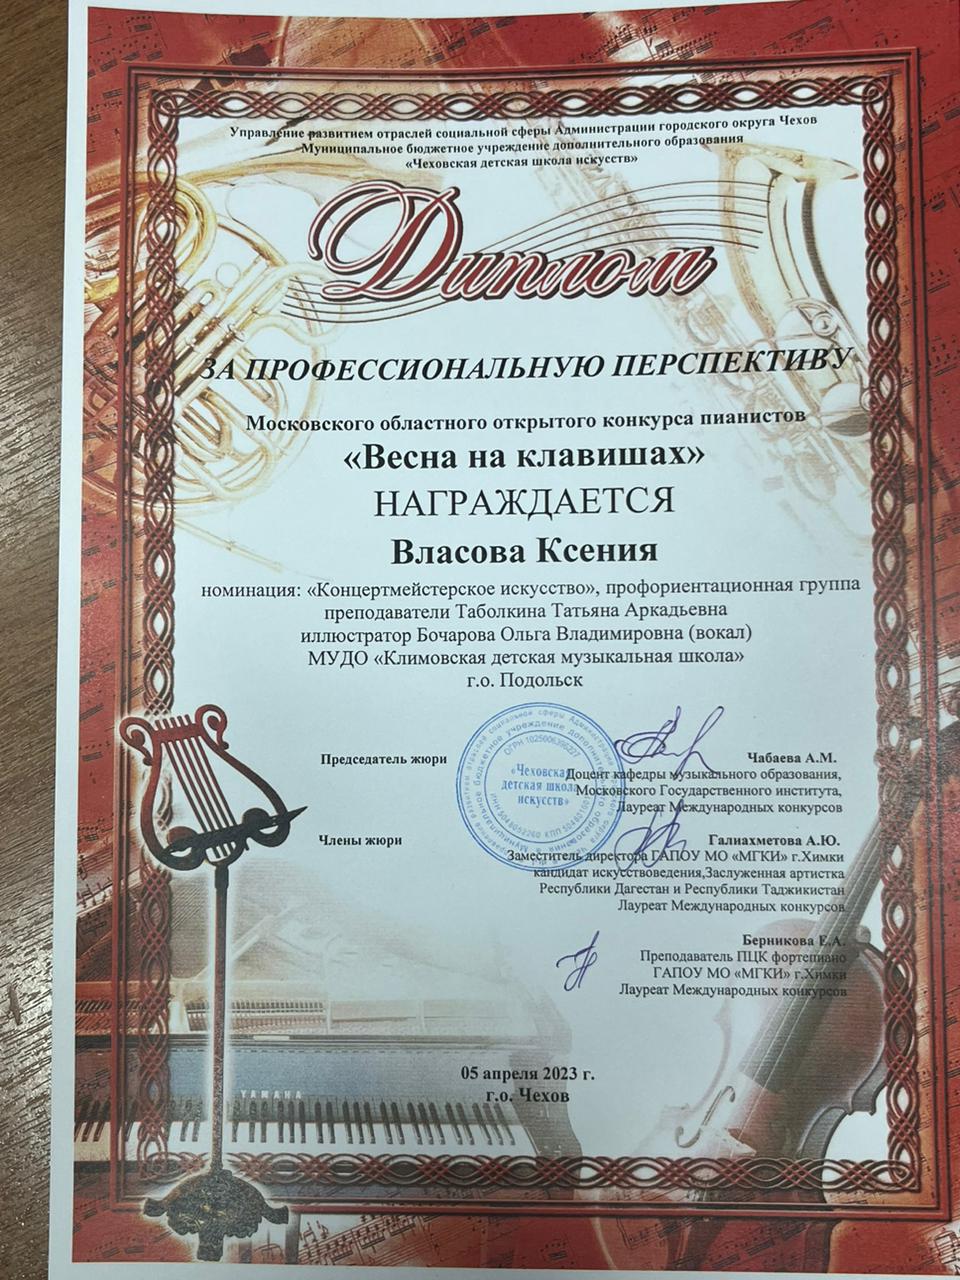 Управление развитием отраслей социальной сферы Администрации городского округа Чехов
Муниципальное бюджетное учреждение дополнительного образования
«Чеховская детская школа искусств»
Диплом
ЗА ПРОФЕССИОНАЛЬНУЮ ПЕРСПЕКТИВУ
Московского областного открытого конкурса пианистов
«Весна на клавишах»
НАГРАЖДАЕТСЯ
Власова Ксения
номинация: «Концертмейстерское искусство», профориентационная группа
преподаватели Таболкина Татьяна Аркадьевна
иллюстратор Бочарова Ольга Владимировна (вокал)
МУДО «Климовская детская музыкальная школа»
г.о. Подольск
Председатель жюри
Чабаева А.М.
Доцент кафедры музыкального образования,
Московского Государственного института,
Лауреат Международных конкурсов
«Чеховская
детская школа
искусств»
Члены жюри
Галиахметова А.Ю.
Заместитель директора ГАПОУ МО «МГКИ» г.Химки
кандидат искусствоведения,Заслуженная артистка
Республики Дагестан и Республики Таджикистан
Лауреат Международных конкурсов
Берникова Е.А.
Преподаватель ПЦК фортепиано
ГАПОУ МО «МГКИ» г.Химки
Лауреат Международных конкурсов
05 апреля 2023 г.
г.о. Чехов
YAMAHA